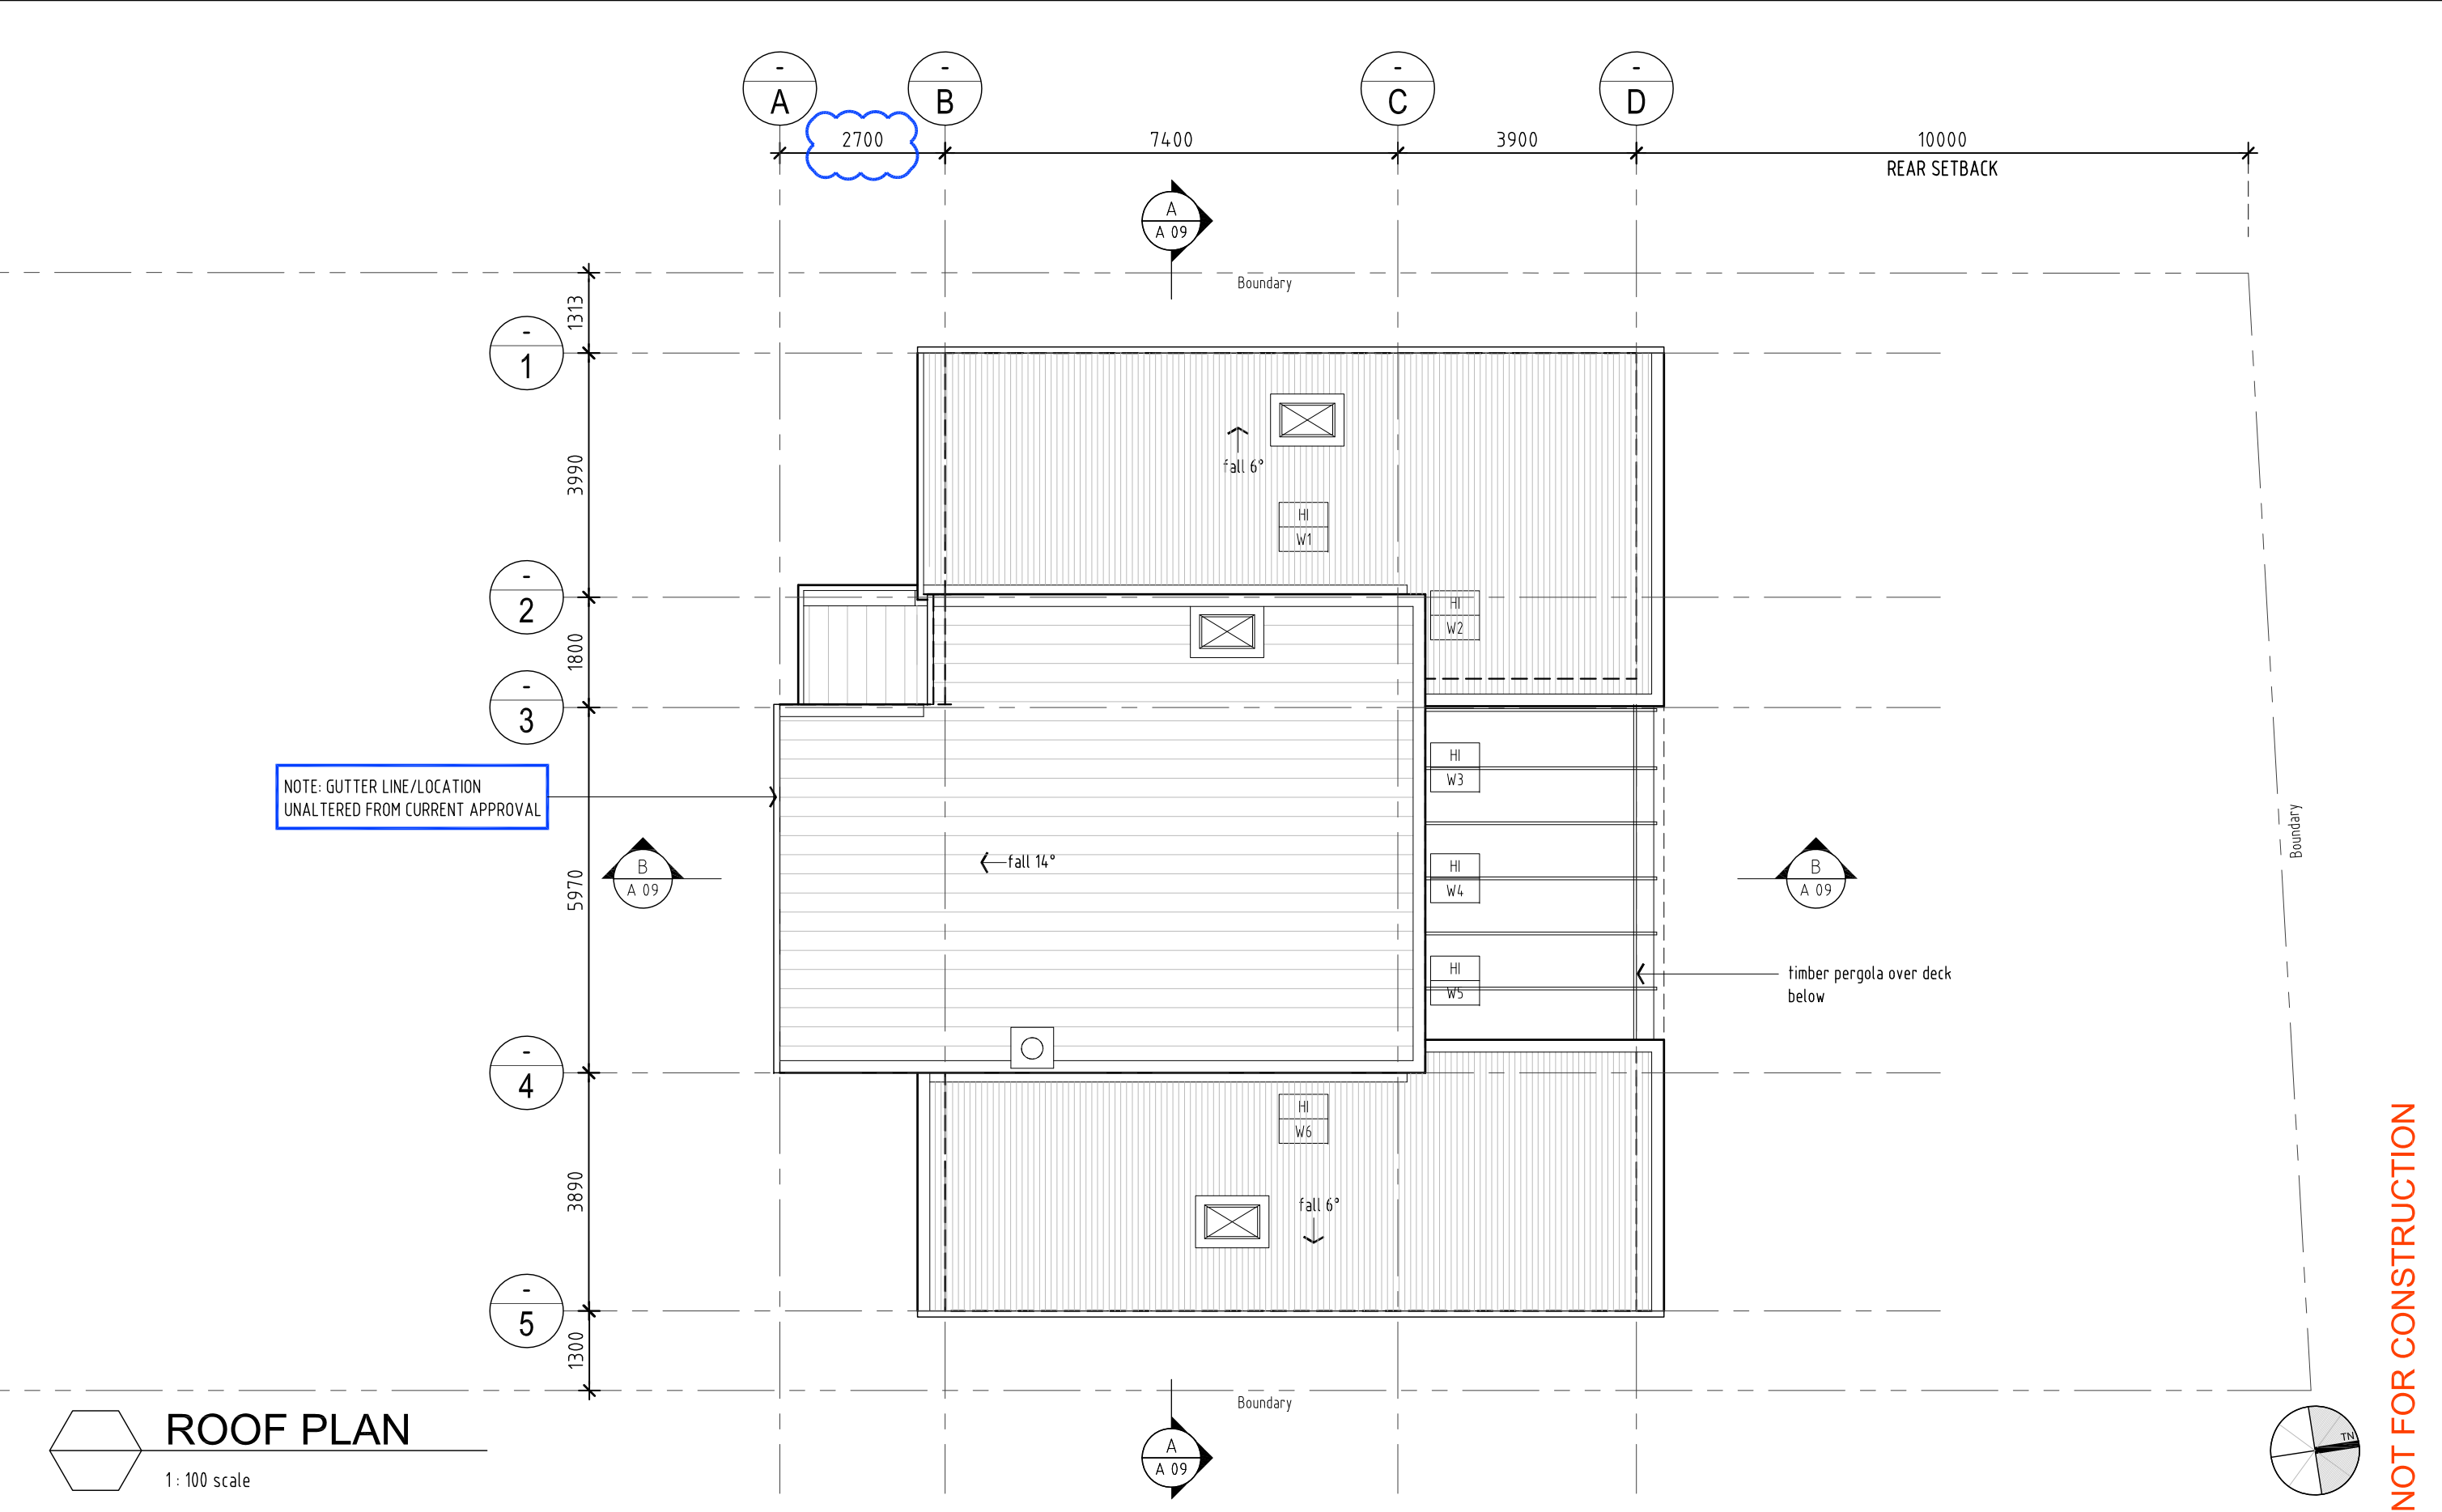 -
A
-
B
-
C
-
D
2700
7400
3900
10000
REAR SETBACK
A
A 09
Boundary
1313
-
1
3990
fall 6°
HI
W1
-
2
HI
W2
1800
-
3
HI
W3
NOTE: GUTTER LINE/LOCATION
UNALTERED FROM CURRENT APPROVAL
Boundary
B
A 09
fall 14°
HI
W4
B
A 09
5970
HI
W5
timber pergola over deck
below
-
4
HI
W6
3890
fall 6°
-
5
1300
Boundary
A
A 09
ROOF PLAN
1 : 100 scale
TN
NOT FOR CONSTRUCTION